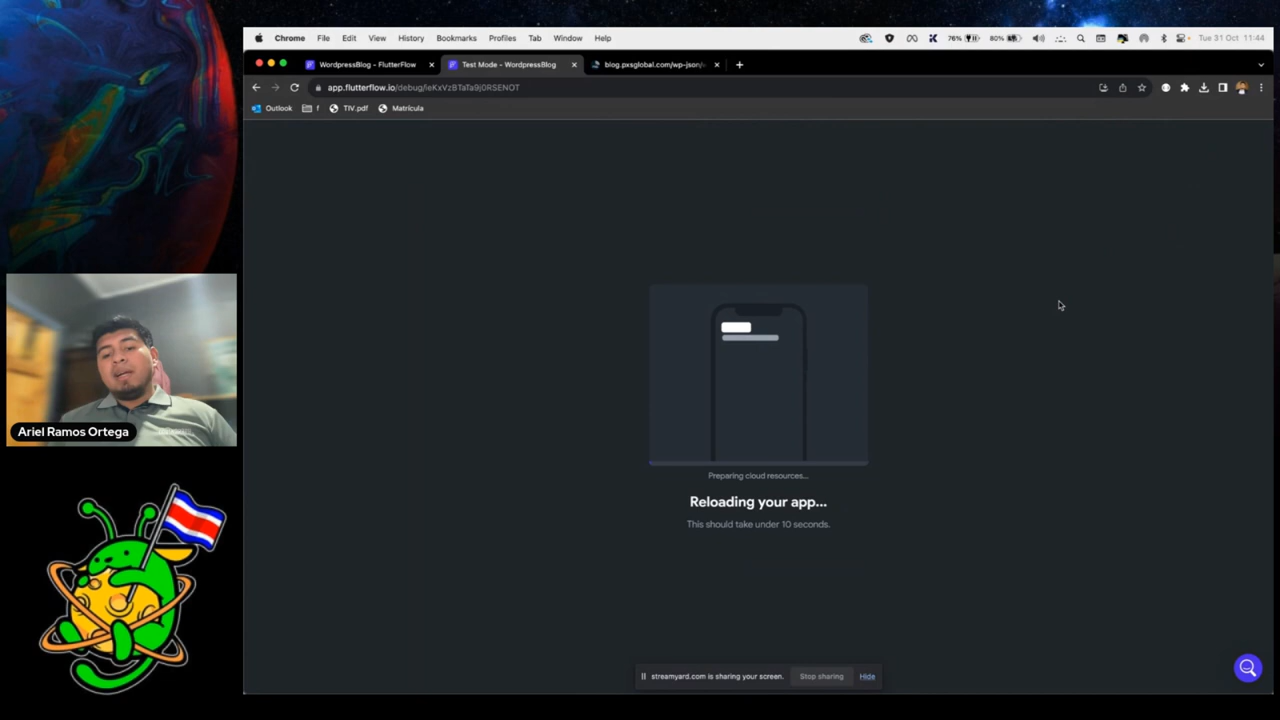 Chrome File Edit View History Bookmarks Profiles Tab Window Help 76% 80% Tue 31 Oct 11:44
WordpressBlog - FlutterFlow Test Mode - WordpressBlog blog.pxsglobal.com/wp-json/
app.flutterflow.io/debug/leKxVzBTaTa9j0RSENOT
Outlook f TIV.pdf Matrícula
Ariel Ramos Ortega
Preparing cloud resources...
Reloading your app...
This should take under 10 seconds.
streamyard.com is sharing your screen. Stop sharing Hide